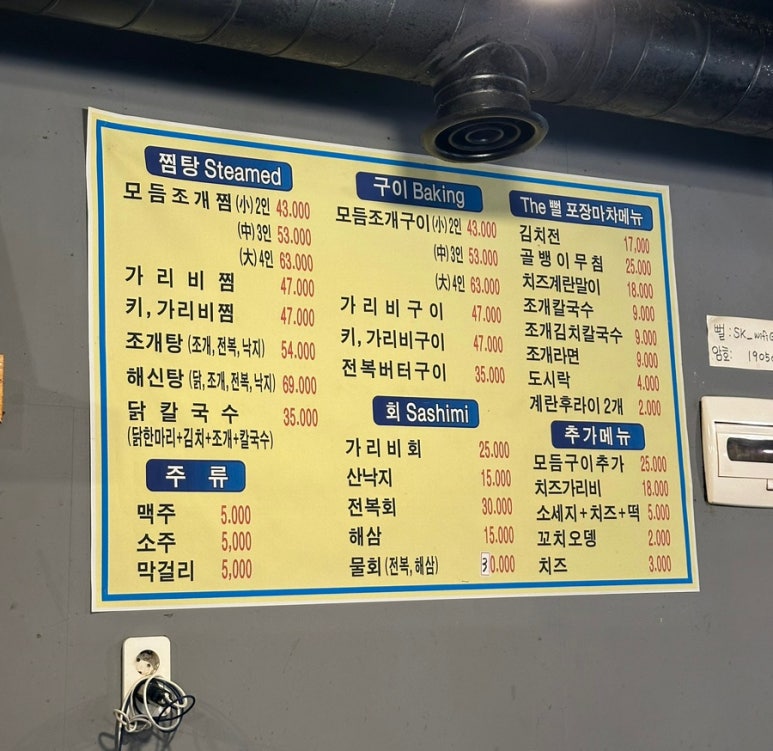 찜탕 Steamed
모듬조개찜 (小) 2인 43.000
(中) 3인 53.000
(大) 4인 63.000
가리비찜 47.000
키, 가리비찜 47.000
조개탕 (조개, 전복, 낙지) 54.000
해신탕 (닭, 조개, 전복, 낙지) 69.000
닭칼국수 35.000
(닭한마리+김치+조개+칼국수)
주류
맥주 5.000
소주 5,000
막걸리 5,000
구이 Baking
모듬조개구이 (小) 2인 43.000
(中) 3인 53.000
(大) 4인 63.000
가리비구이 47.000
키, 가리비구이 47.000
전복버터구이 35.000
회 Sashimi
가리비회 25.000
산낙지 15.000
전복회 30.000
해삼 15.000
물회 (전복, 해삼) 30.000
The 뻘 포장마차메뉴
김치전 17,000
골뱅이무침 25.000
치즈계란말이 18.000
조개칼국수 9.000
조개김치칼국수 9.000
조개라면 9.000
도시락 4.000
계란후라이 2개 2.000
추가메뉴
모듬구이추가 25.000
치즈가리비 18.000
소세지+치즈+떡 5.000
꼬치오뎅 2.000
치즈 3.000
뻘 : SK_wifi
암호: 1905